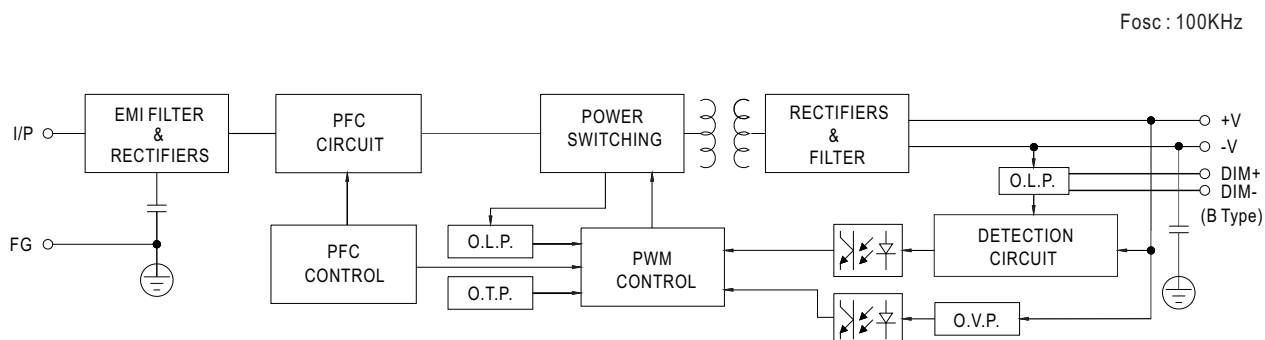 Fosc : 100KHz
I/P
EMI FILTER
&
RECTIFIERS
PFC
CIRCUIT
POWER
SWITCHING
RECTIFIERS
&
FILTER
+V
-V
DIM+
DIM-
(B Type)
O.L.P.
FG
PFC
CONTROL
O.L.P.
O.T.P.
PWM
CONTROL
DETECTION
CIRCUIT
O.V.P.